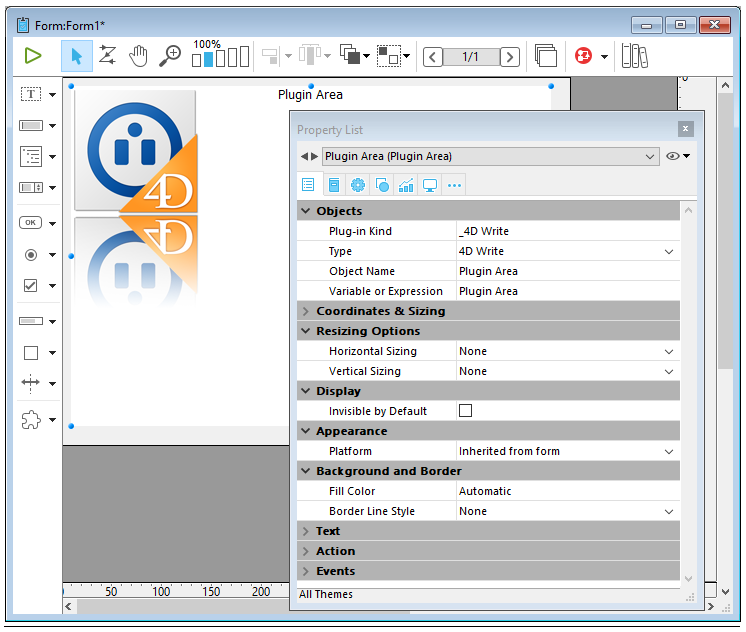 Form:Form1*
100%
1/1
T
Plugin Area
4D
4D
OK
Property List
Plugin Area (Plugin Area)
Objects
Plug-in Kind _4D Write
Type 4D Write
Object Name Plugin Area
Variable or Expression Plugin Area
Coordinates & Sizing
Resizing Options
Horizontal Sizing None
Vertical Sizing None
Display
Invisible by Default
Appearance
Platform Inherited from form
Background and Border
Fill Color Automatic
Border Line Style None
Text
Action
Events
All Themes
50 100 150 200